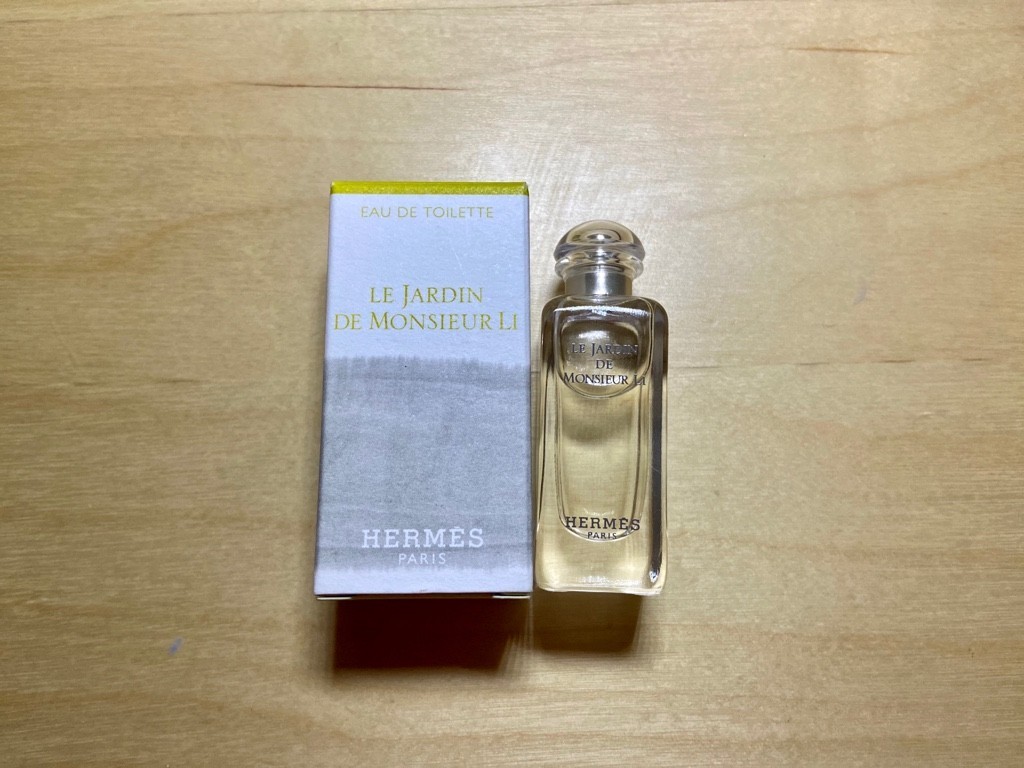 EAU DE TOILETTE
LE JARDIN
DE MONSIEUR LI
HERMÈS
PARIS
LE JARDIN
DE
MONSIEUR LI
HERMÈS
PARIS